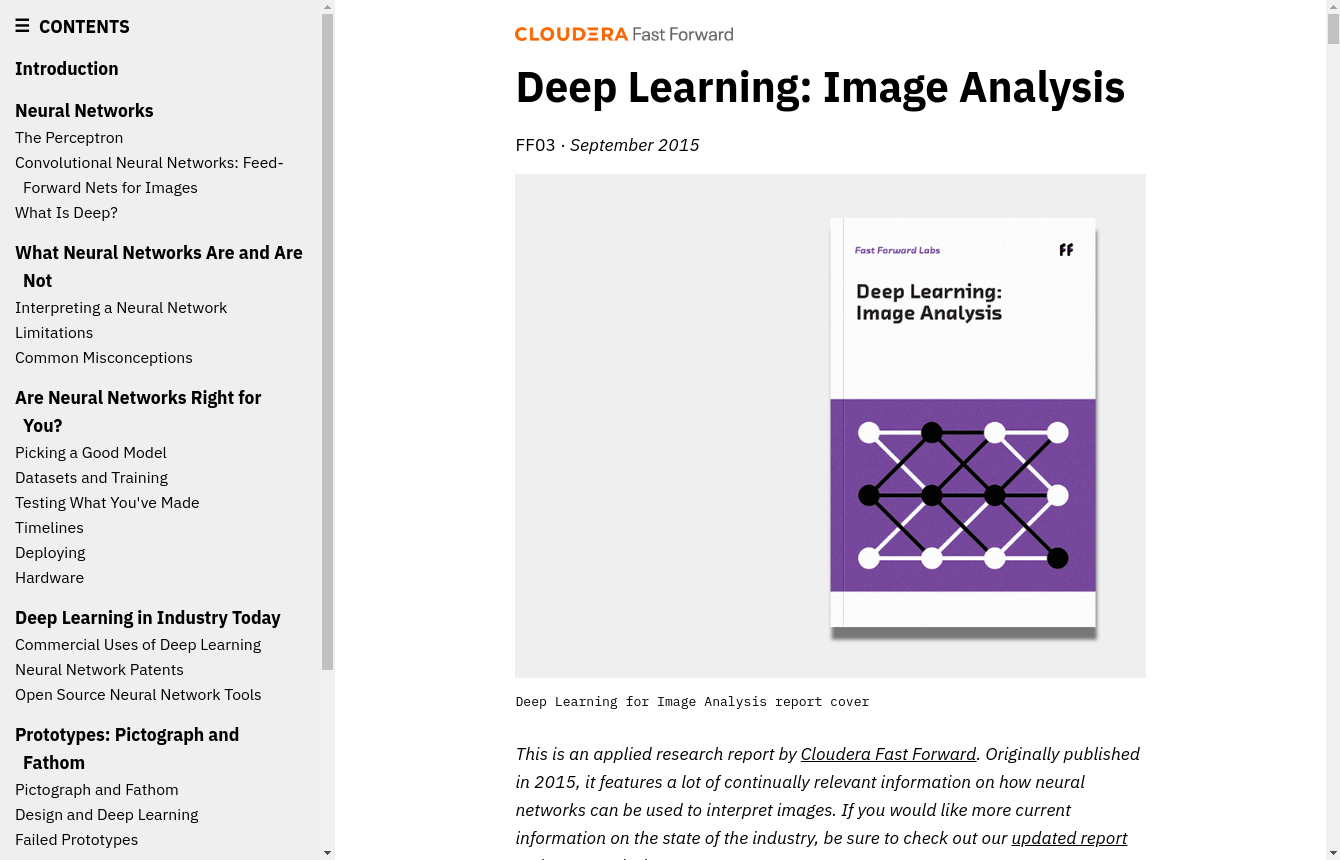 ☰ CONTENTS
Introduction
Neural Networks
The Perceptron
Convolutional Neural Networks: Feed-
Forward Nets for Images
What Is Deep?
What Neural Networks Are and Are
Not
Interpreting a Neural Network
Limitations
Common Misconceptions
Are Neural Networks Right for
You?
Picking a Good Model
Datasets and Training
Testing What You've Made
Timelines
Deploying
Hardware
Deep Learning in Industry Today
Commercial Uses of Deep Learning
Neural Network Patents
Open Source Neural Network Tools
Prototypes: Pictograph and
Fathom
Pictograph and Fathom
Design and Deep Learning
Failed Prototypes
CLOUDERA Fast Forward
Deep Learning: Image Analysis
FF03 · September 2015
Fast Forward Labs
FF
Deep Learning:
Image Analysis
Deep Learning for Image Analysis report cover
This is an applied research report by Cloudera Fast Forward. Originally published
in 2015, it features a lot of continually relevant information on how neural
networks can be used to interpret images. If you would like more current
information on the state of the industry, be sure to check out our updated report